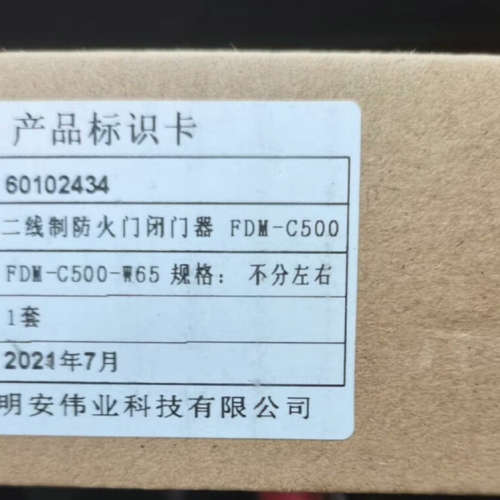 产品标识卡
60102434
二线制防火门闭门器 FDM-C500
FDM-C500-W65 规格： 不分左右
1套
2021年7月
明安伟业科技有限公司